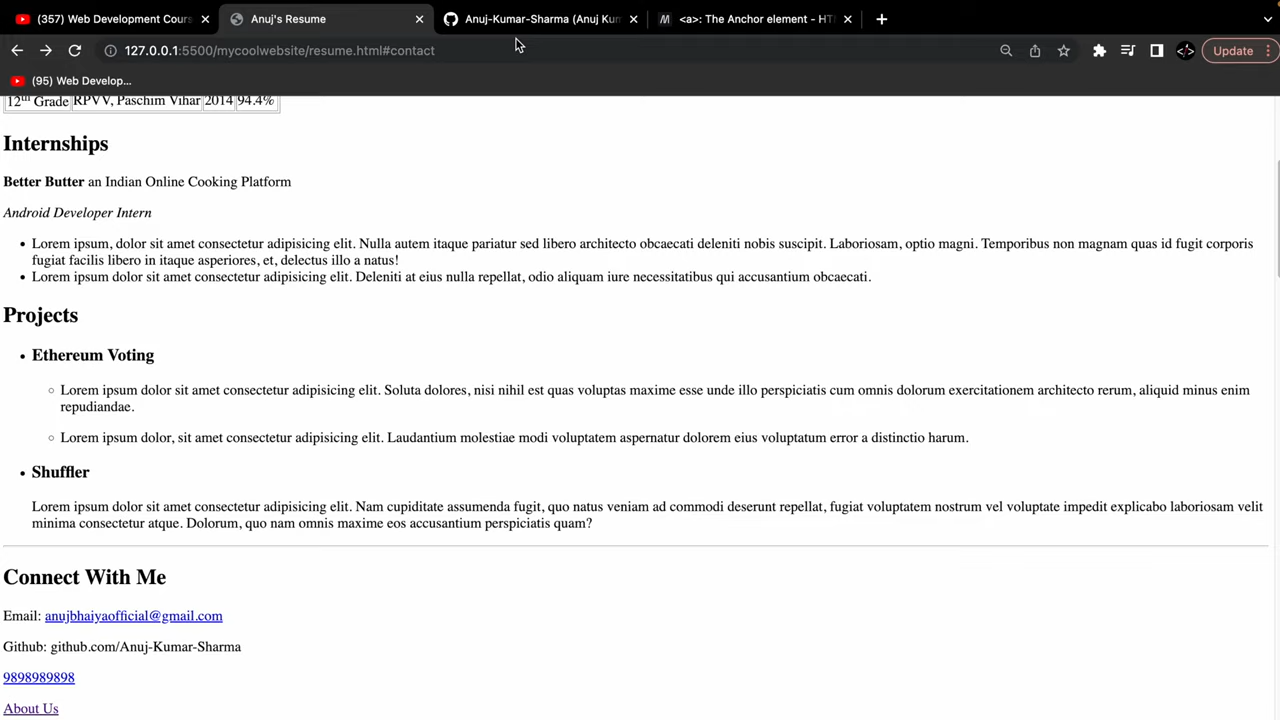 (357) Web Development Cours
Anuj's Resume
Anuj-Kumar-Sharma (Anuj Kum
<a>: The Anchor element - HT
127.0.0.1:5500/mycoolwebsite/resume.html#contact
Update
(95) Web Develop...
12th Grade RPVV, Paschim Vihar 2014 94.4%
Internships
Better Butter an Indian Online Cooking Platform
Android Developer Intern
• Lorem ipsum, dolor sit amet consectetur adipisicing elit. Nulla autem itaque pariatur sed libero architecto obcaecati deleniti nobis suscipit. Laboriosam, optio magni. Temporibus non magnam quas id fugit corporis
fugiat facilis libero in itaque asperiores, et, delectus illo a natus!
• Lorem ipsum dolor sit amet consectetur adipisicing elit. Deleniti at eius nulla repellat, odio aliquam iure necessitatibus qui accusantium obcaecati.
Projects
• Ethereum Voting
◦ Lorem ipsum dolor sit amet consectetur adipisicing elit. Soluta dolores, nisi nihil est quas voluptas maxime esse unde illo perspiciatis cum omnis dolorum exercitationem architecto rerum, aliquid minus enim
repudiandae.
◦ Lorem ipsum dolor, sit amet consectetur adipisicing elit. Laudantium molestiae modi voluptatem aspernatur dolorem eius voluptatum error a distinctio harum.
• Shuffler
Lorem ipsum dolor sit amet consectetur adipisicing elit. Nam cupiditate assumenda fugit, quo natus veniam ad commodi deserunt repellat, fugiat voluptatem nostrum vel voluptate impedit explicabo laboriosam velit
minima consectetur atque. Dolorum, quo nam omnis maxime eos accusantium perspiciatis quam?
Connect With Me
Email: anujbhaiyaofficial@gmail.com
Github: github.com/Anuj-Kumar-Sharma
9898989898
About Us